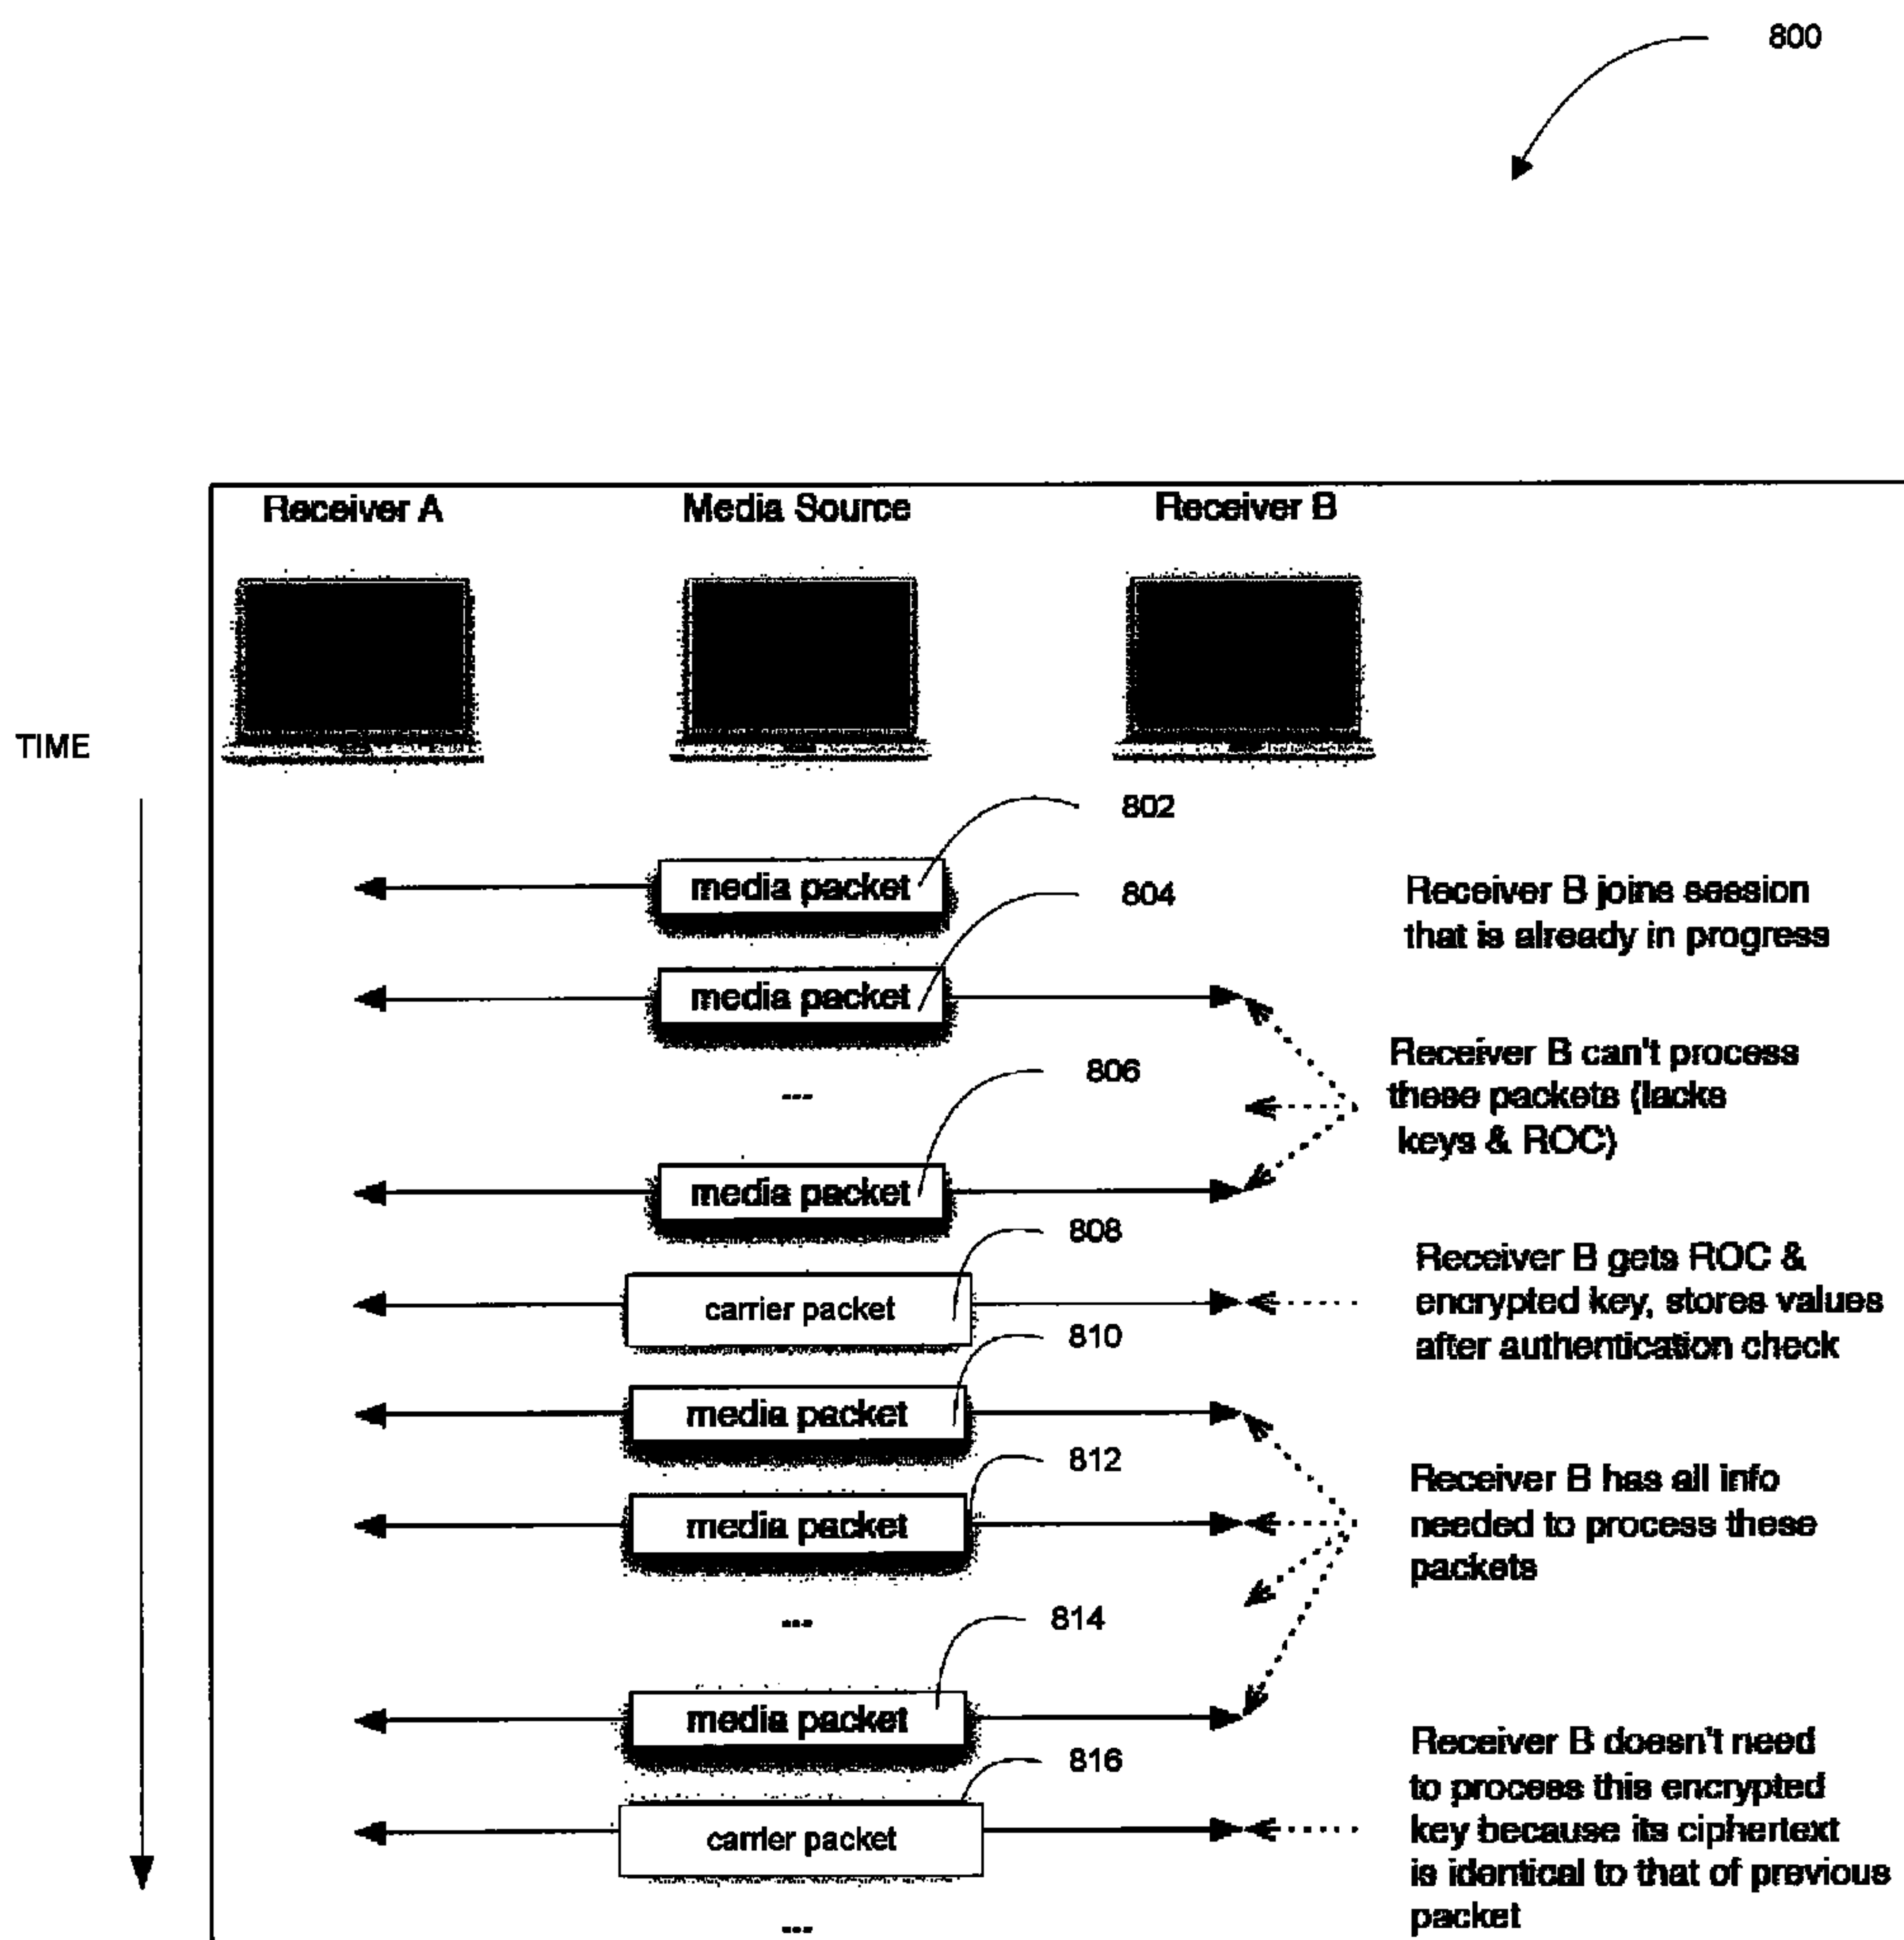 800
Receiver A
Media Source
Receiver B
TIME
802
media packet
804
Receiver B joins session
that is already in progress
media packet
Receiver B can't process
these packets (lacks
keys & ROC)
806
---
media packet
808
Receiver B gets ROC &
encrypted key, stores values
after authentication check
carrier packet
810
media packet
812
Receiver B has all info
needed to process these
packets
media packet
---
814
media packet
816
Receiver B doesn't need
to process this encrypted
key because its ciphertext
is identical to that of previous
packet
carrier packet
---